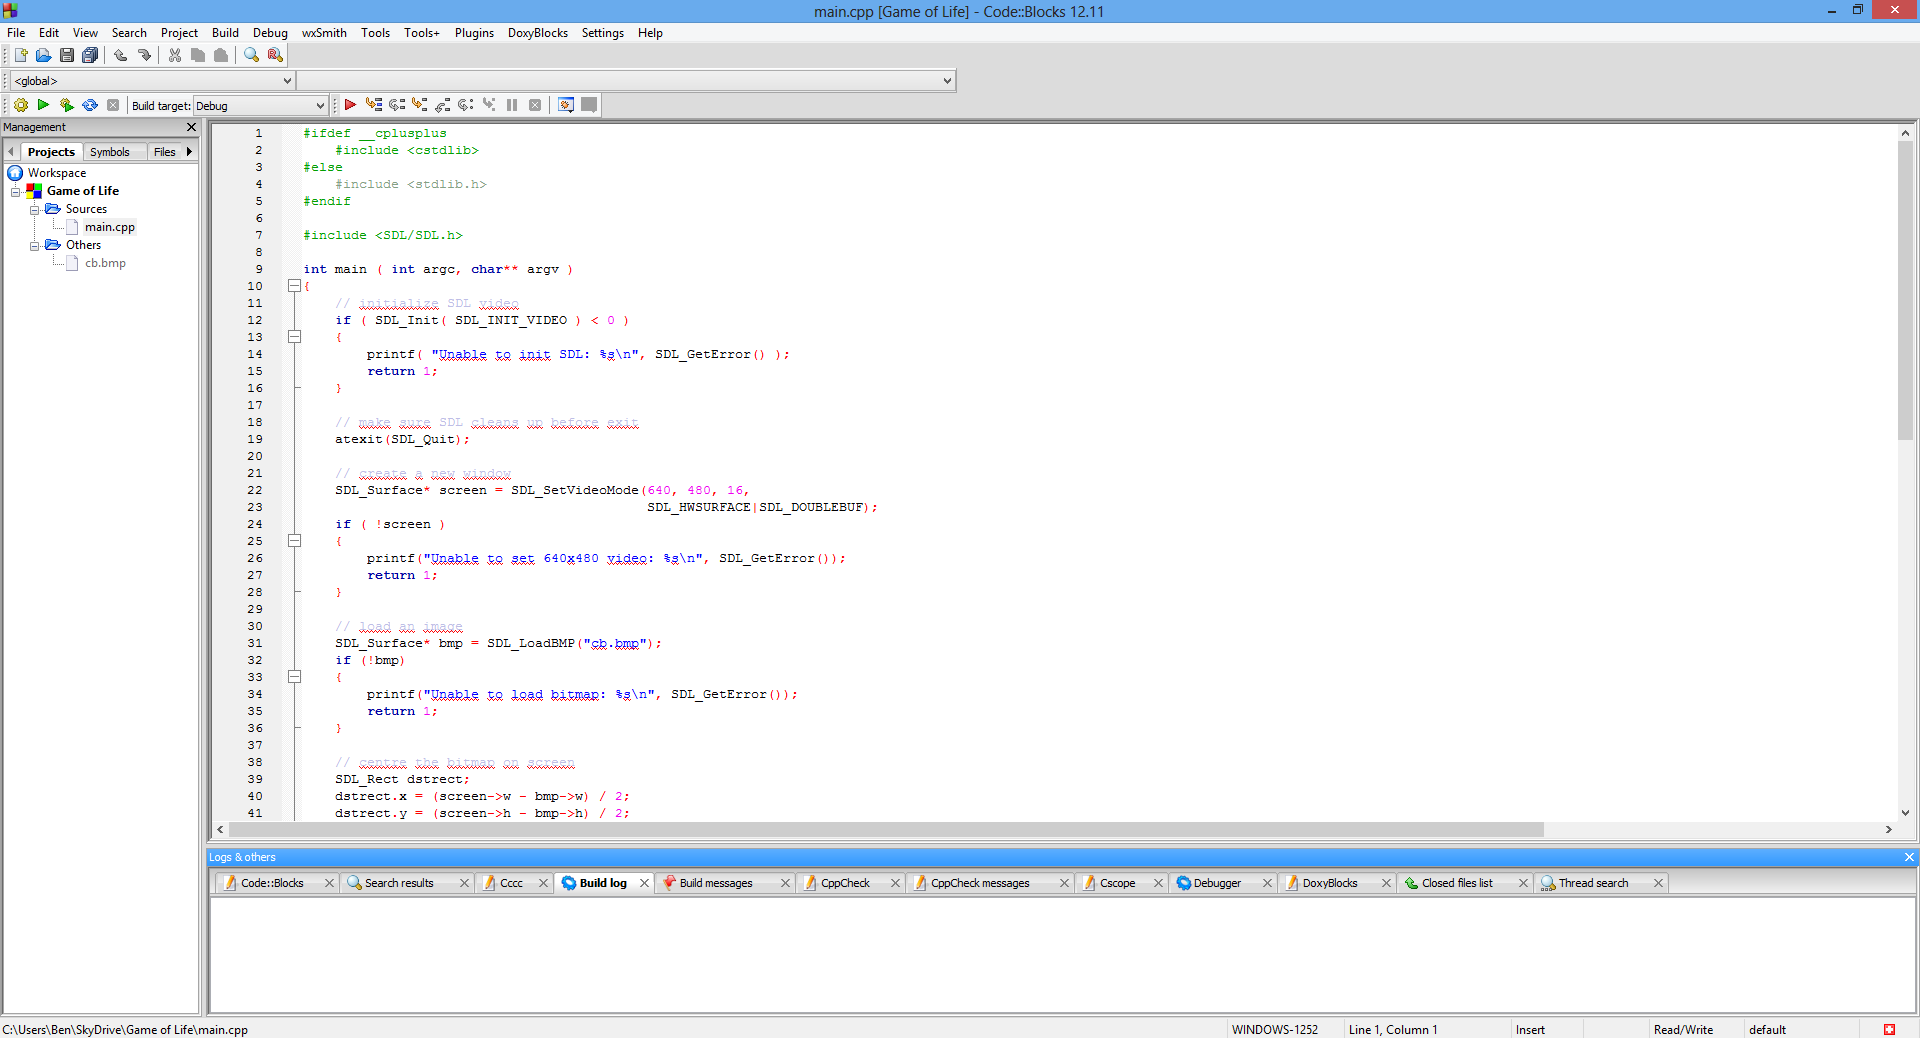 main.cpp [Game of Life] - Code::Blocks 12.11
File Edit View Search Project Build Debug wxSmith Tools Tools+ Plugins DoxyBlocks Settings Help
<global>
Build target: Debug
Management
Projects Symbols Files
Workspace
Game of Life
Sources
main.cpp
Others
cb.bmp
1 #ifdef __cplusplus
2     #include <cstdlib>
3 #else
4     #include <stdlib.h>
5 #endif
6
7 #include <SDL/SDL.h>
8
9 int main ( int argc, char** argv )
10 {
11     // initialize SDL video
12     if ( SDL_Init( SDL_INIT_VIDEO ) < 0 )
13     {
14         printf( "Unable to init SDL: %s\n", SDL_GetError() );
15         return 1;
16     }
17
18     // make sure SDL cleans up before exit
19     atexit(SDL_Quit);
20
21     // create a new window
22     SDL_Surface* screen = SDL_SetVideoMode(640, 480, 16,
23                                            SDL_HWSURFACE|SDL_DOUBLEBUF);
24     if ( !screen )
25     {
26         printf("Unable to set 640x480 video: %s\n", SDL_GetError());
27         return 1;
28     }
29
30     // load an image
31     SDL_Surface* bmp = SDL_LoadBMP("cb.bmp");
32     if (!bmp)
33     {
34         printf("Unable to load bitmap: %s\n", SDL_GetError());
35         return 1;
36     }
37
38     // centre the bitmap on screen
39     SDL_Rect dstrect;
40     dstrect.x = (screen->w - bmp->w) / 2;
41     dstrect.y = (screen->h - bmp->h) / 2;
Logs & others
Code::Blocks Search results Cccc Build log Build messages CppCheck CppCheck messages Cscope Debugger DoxyBlocks Closed files list Thread search
C:\Users\Ben\SkyDrive\Game of Life\main.cpp WINDOWS-1252 Line 1, Column 1 Insert Read/Write default